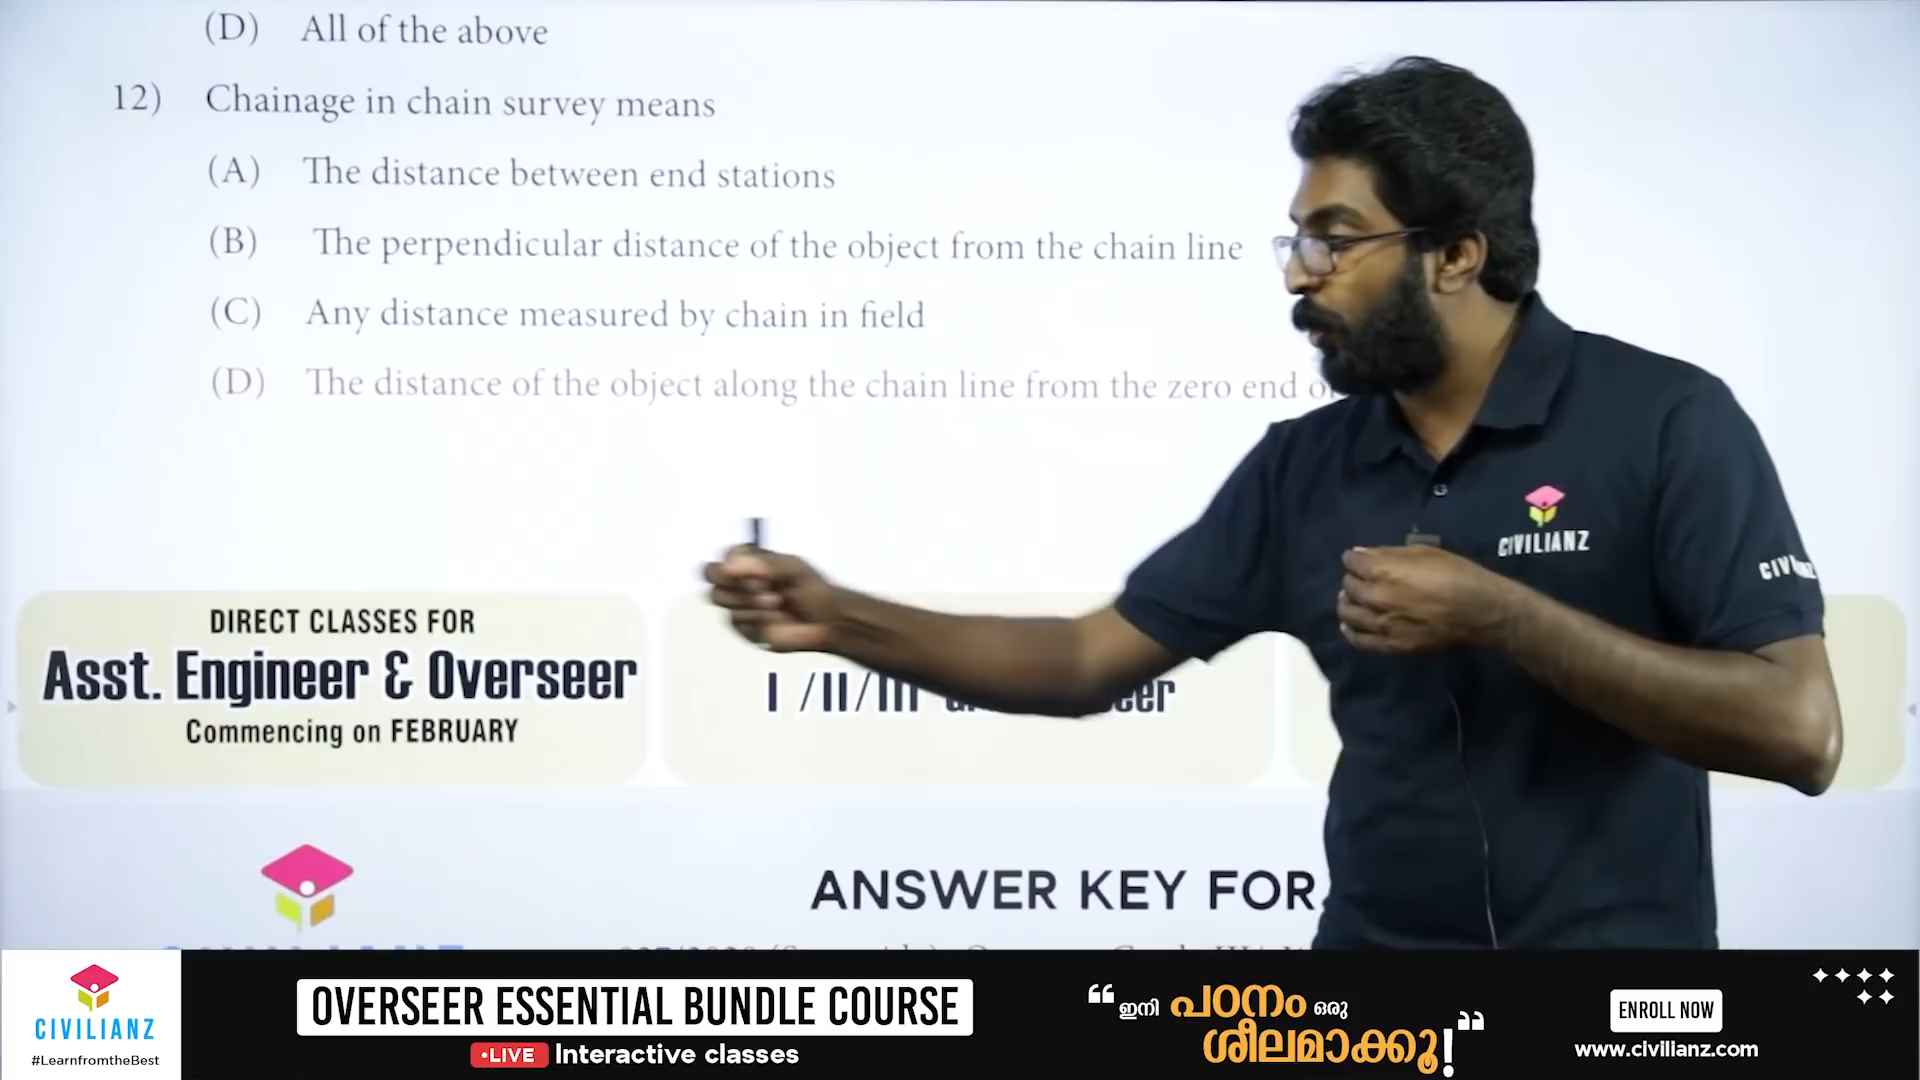 (D) All of the above
12) Chainage in chain survey means
(A) The distance between end stations
(B) The perpendicular distance of the object from the chain line
(C) Any distance measured by chain in field
(D) The distance of the object along the chain line from the zero end
DIRECT CLASSES FOR
Asst. Engineer & Overseer
Commencing on FEBRUARY
I /II/III
CIVILIANZ
ANSWER KEY FOR
CIVILIANZ
#LearnfromtheBest
OVERSEER ESSENTIAL BUNDLE COURSE
•LIVE Interactive classes
“ഇനി പഠനം ഒരു
ശീലമാക്കൂ!”
ENROLL NOW
www.civilianz.com